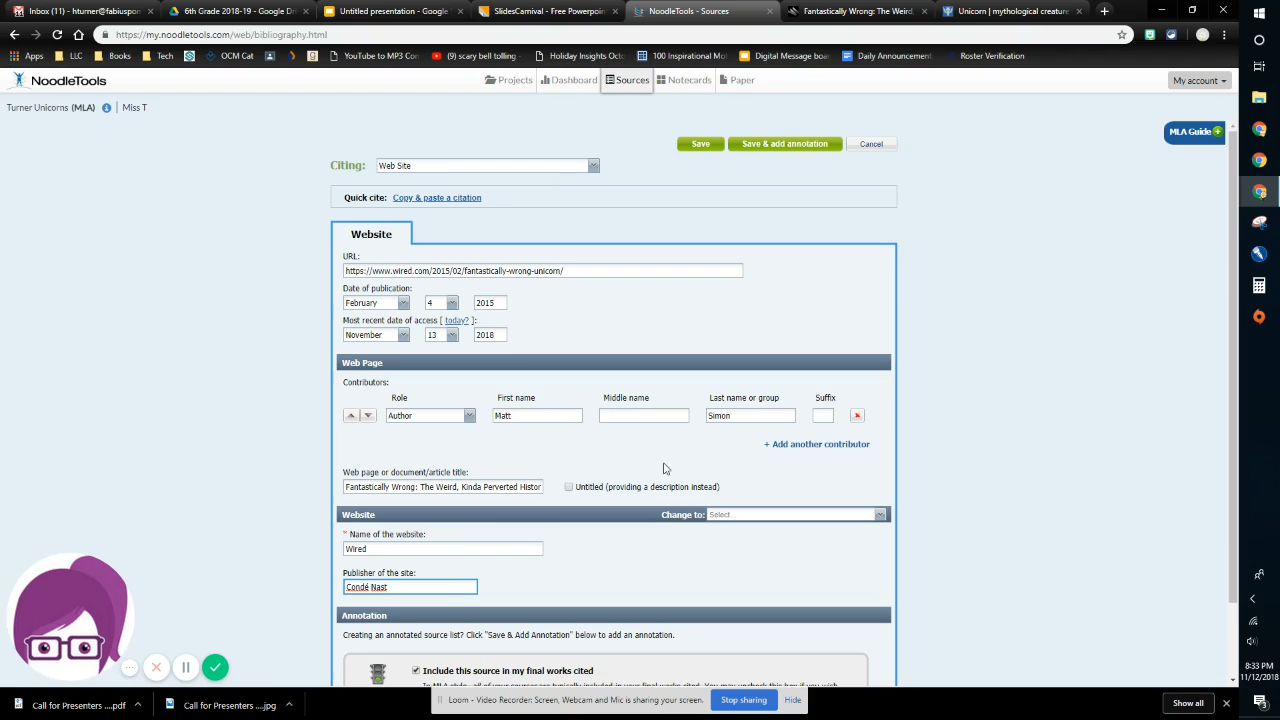 Inbox (11) - hturner@fabiuspon
6th Grade 2018-19 - Google Dri
Untitled presentation - Google
SlidesCarnival - Free Powerpoin
NoodleTools - Sources
Fantastically Wrong: The Weird,
Unicorn | mythological creature
https://my.noodletools.com/web/bibliography.html
Apps
LLC
Books
Tech
OCM Cat
YouTube to MP3 Con
(5) scary bell tolling
Holiday Insights Octo
100 Inspirational Mot
Digital Message boar
Daily Announcement
Roster Verification
NoodleTools
Projects
Dashboard
Sources
Notecards
Paper
My account
Turner Unicorns (MLA)
Miss T
MLA Guide
Save
Save & add annotation
Cancel
Citing:
Web Site
Quick cite: Copy & paste a citation
Website
URL:
https://www.wired.com/2015/02/fantastically-wrong-unicorn/
Date of publication:
February 4 2015
Most recent date of access [ today? ]:
November 13 2018
Web Page
Contributors:
Role First name Middle name Last name or group Suffix
Author Matt Simon
+ Add another contributor
Web page or document/article title:
Fantastically Wrong: The Weird, Kinda Perverted Histor
Untitled (providing a description instead)
Website
Change to: Select...
* Name of the website:
Wired
Publisher of the site:
Condé Nast
Annotation
Creating an annotated source list? Click "Save & Add Annotation" below to add an annotation.
Include this source in my final works cited
Loom - Video Recorder: Screen, Webcam and Mic is sharing your screen.
Stop sharing
Hide
Call for Presenters ....pdf
Call for Presenters ....jpg
Show all
8:33 PM
11/12/2018